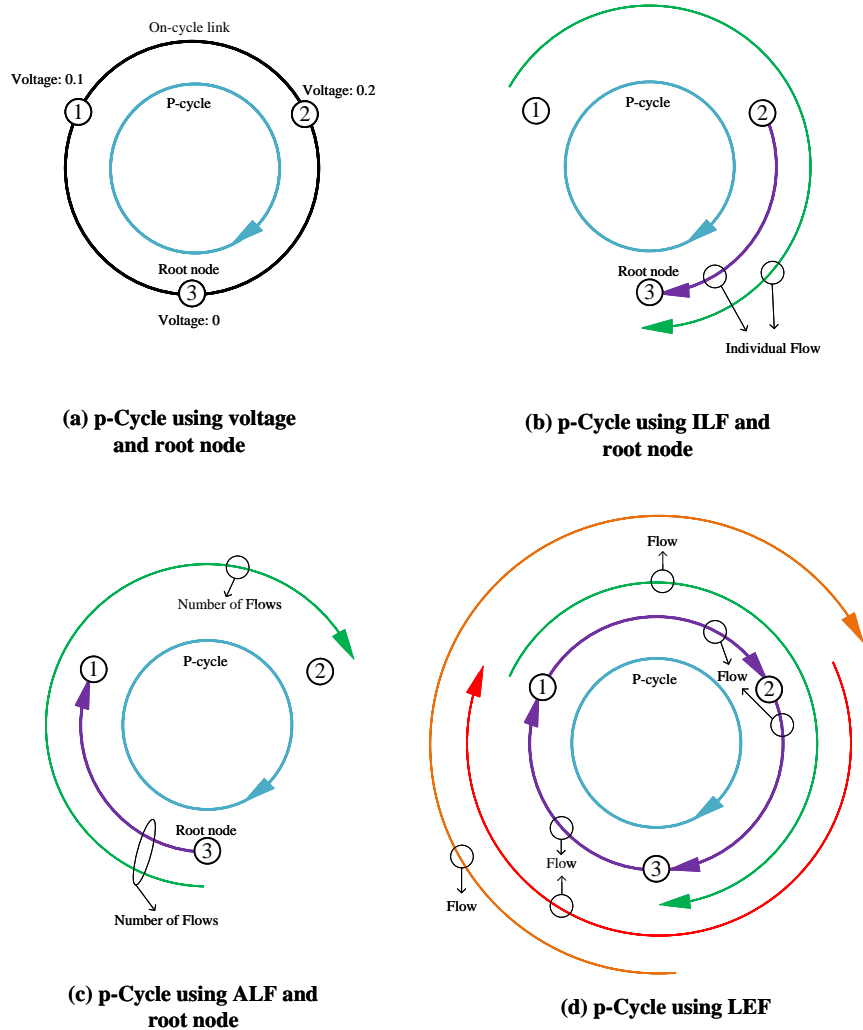 On-cycle link
Voltage: 0.1
Voltage: 0.2
1
2
P-cycle
Root node
3
Voltage: 0
(a) p-Cycle using voltage
and root node
1
2
P-cycle
Root node
3
Individual Flow
(b) p-Cycle using ILF and
root node
Number of Flows
1
2
P-cycle
Root node
3
Number of Flows
(c) p-Cycle using ALF and
root node
Flow
1
2
P-cycle
Flow
3
Flow
Flow
(d) p-Cycle using LEF